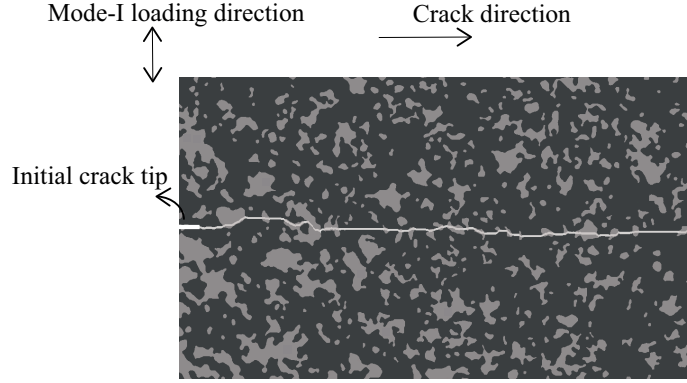 Mode-I loading direction
Crack direction
Initial crack tip